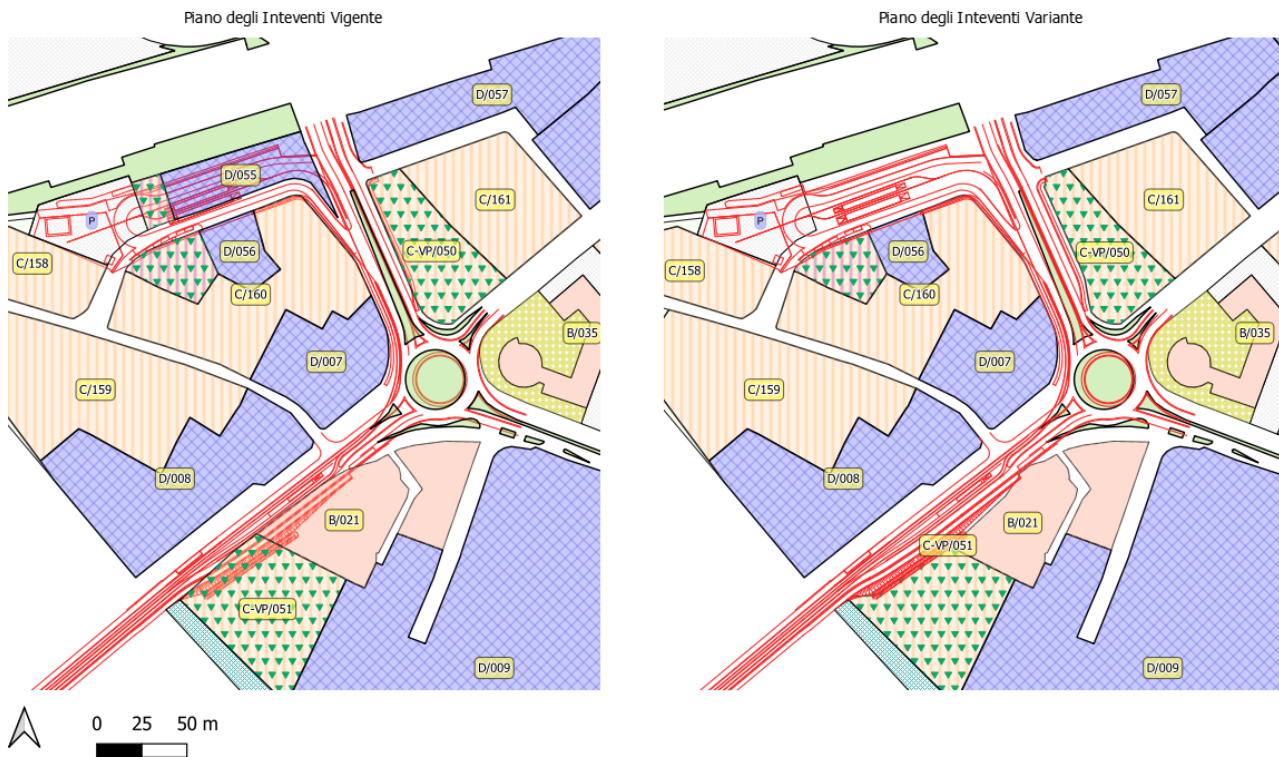 Piano degli Inteventi Vigente
D/057
D/055
C/161
P
D/056
C-VP/050
C/158
C/160
B/035
D/007
C/159
D/008
B/021
C-VP/051
D/009
Piano degli Inteventi Variante
D/057
C/161
P
D/056
C-VP/050
C/158
C/160
B/035
D/007
C/159
D/008
B/021
C-VP/051
D/009
0 25 50 m